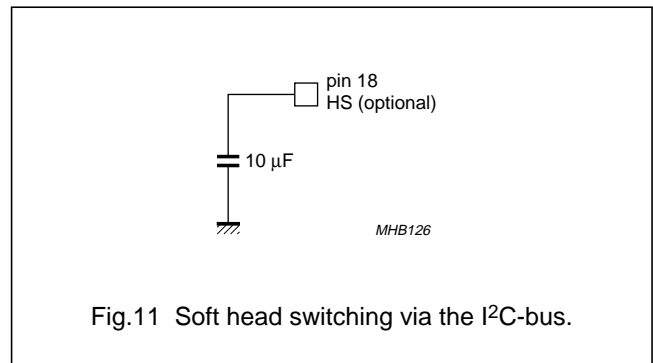 pin 18
HS (optional)
10 μF
MHB126
Fig.11 Soft head switching via the I²C-bus.